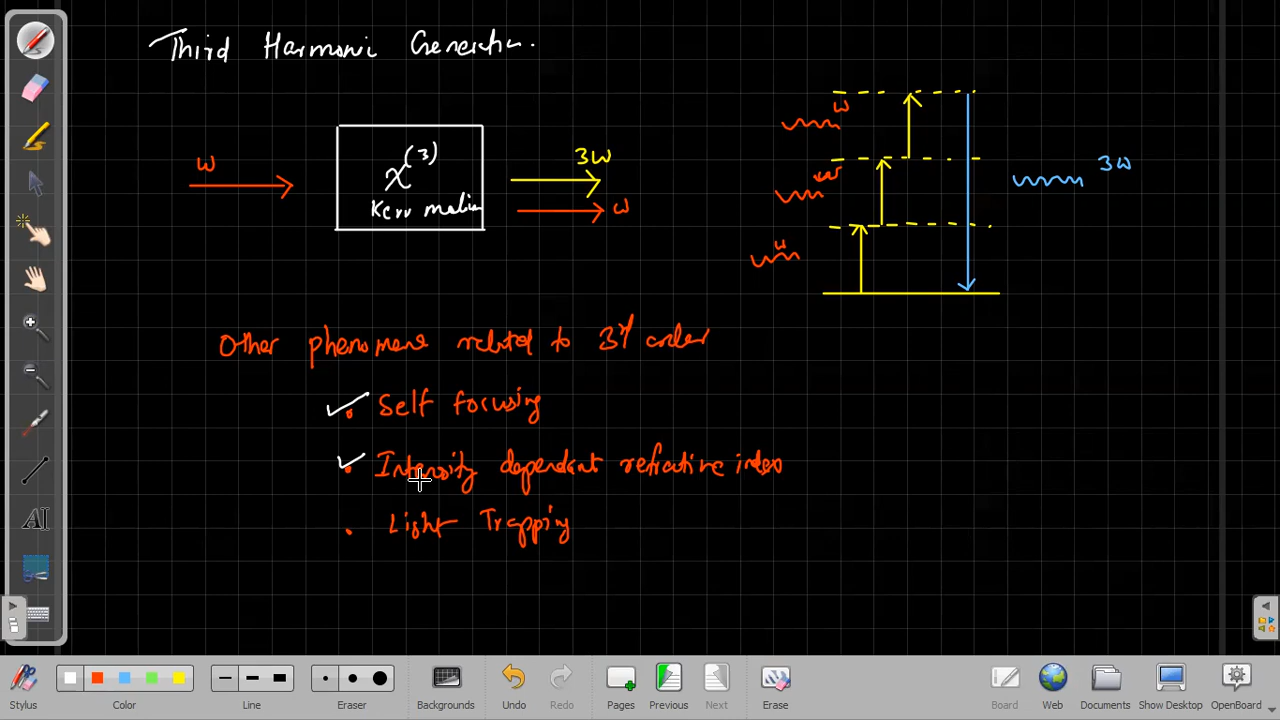 Third Harmonic Generation.
ω
χ(3)
Kerr medium
3ω
ω
ω
ω
ω
3ω
Other phenomena related to 3rd order
• Self focusing
• Intensity dependent refractive index
• Light Trapping
Stylus
Color
Line
Eraser
Backgrounds
Undo
Redo
Pages
Previous
Next
Erase
Board
Web
Documents
Show Desktop
OpenBoard